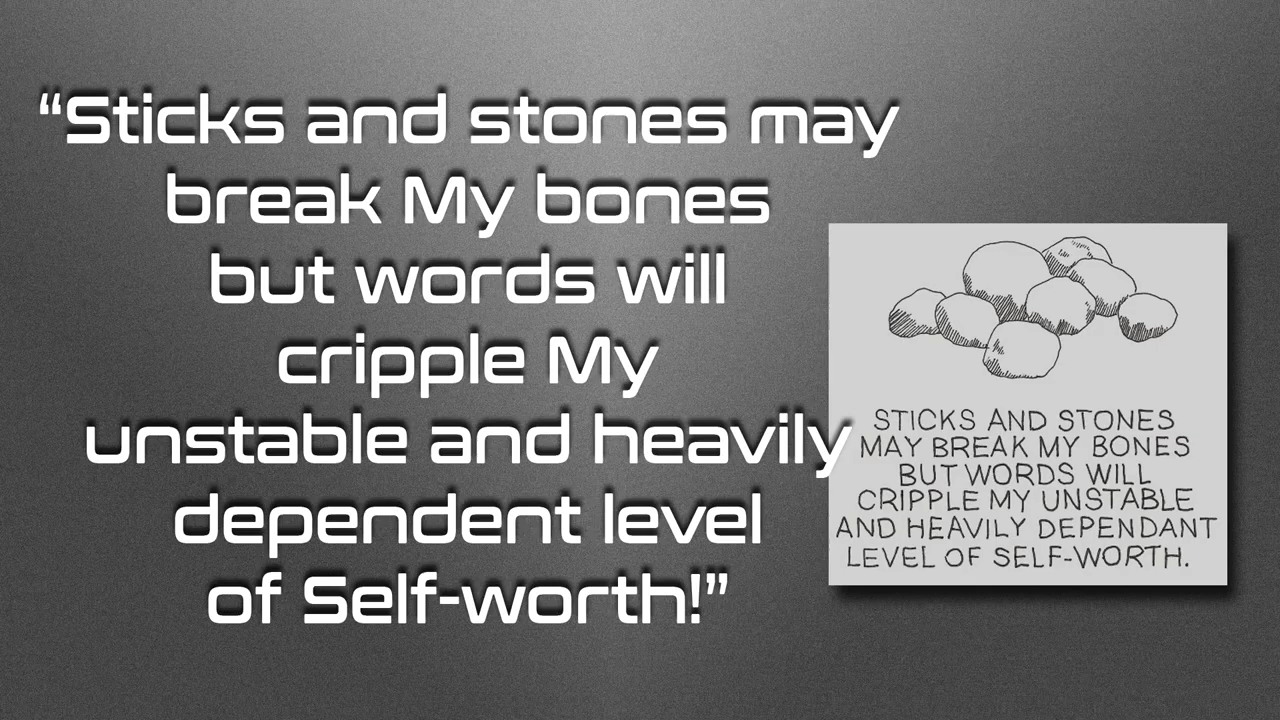 “Sticks and stones may
break My bones
but words will
cripple My
unstable and heavily
dependent level
of Self-worth!”
STICKS AND STONES
MAY BREAK MY BONES
BUT WORDS WILL
CRIPPLE MY UNSTABLE
AND HEAVILY DEPENDANT
LEVEL OF SELF-WORTH.